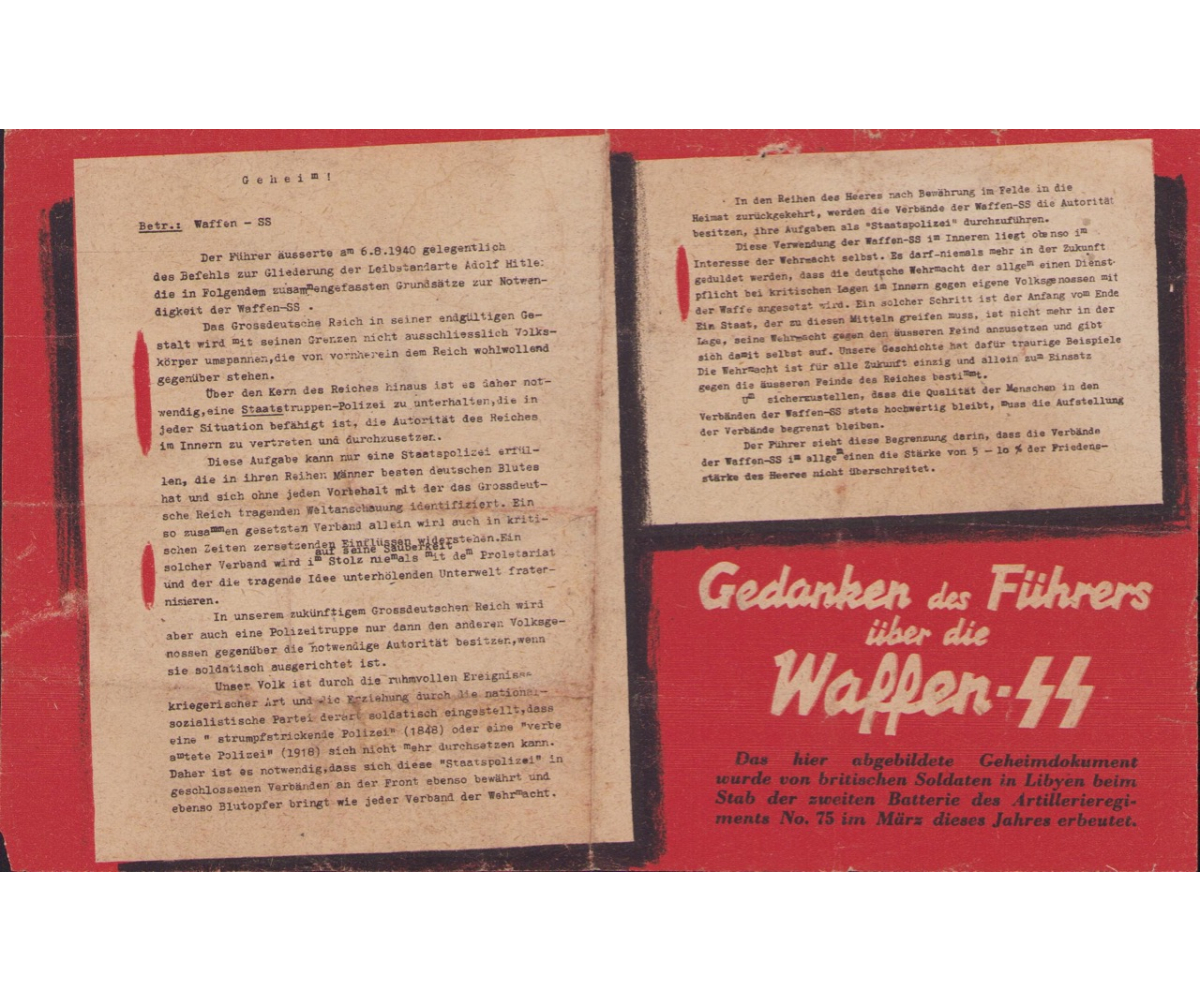 Geheim!
Betr.: Waffen - SS
Der Führer äusserte am 6.8.1940 gelegentlich
des Befehls zur Gliederung der Leibstandarte Adolf Hitler
die in Folgendem zusammengefassten Grundsätze zur Notwen-
digkeit der Waffen-SS .
Das Grossdeutsche Reich in seiner endgültigen Ge-
stalt wird mit seinen Grenzen nicht ausschliesslich Volks-
körper umspannen,die von vornherein dem Reich wohlwollend
gegenüber stehen.
Über den Kern des Reiches hinaus ist es daher not-
wendig,eine Staatstruppen-Polizei zu unterhalten,die in
jeder Situation befähigt ist, die Autorität des Reiches
im Innern zu vertreten und durchzusetzen.
Diese Aufgabe kann nur eine Staatspolizei erfül-
len, die in ihren Reihen Männer besten deutschen Blutes
hat und sich ohne jeden Vorbehalt mit der das Grossdeut-
sche Reich tragenden Weltanschauung identifiziert. Ein
so zusammen gesetzten Verband allein wird auch in kriti-
schen Zeiten zersetzenden Einflüssen widerstehen.Ein
auf seine Sauberkeit
solcher Verband wird im Stolz niemals mit dem Proletariat
und der die tragende Idee unterhölenden Unterwelt frater-
nisieren.
In unserem zukünftigem Grossdeutschen Reich wird
aber auch eine Polizeitruppe nur dann den anderen Volksge-
nossen gegenüber die notwendige Autorität besitzen,wenn
sie soldatisch ausgerichtet ist.
Unser Volk ist durch die ruhmvollen Ereignisse
kriegerischer Art und die Erziehung durch die national-
sozialistische Partei derart soldatisch eingestellt,dass
eine " strumpfstrickende Polizei" (1848) oder eine "verbe
amtete Polizei" (1918) sich nicht mehr durchsetzen kann.
Daher ist es notwendig,dass sich diese "Staatspolizei" in
geschlossenen Verbänden an der Front ebenso bewährt und
ebenso Blutopfer bringt wie jeder Verband der Wehrmacht.
In den Reihen des Heeres nach Bewährung im Felde in die
Heimat zurückgekehrt, werden die Verbände der Waffen-SS die Autorität
besitzen, ihre Aufgaben als "Staatspolizei" durchzuführen.
Diese Verwendung der Waffen-SS im Inneren liegt obenso im
Interesse der Wehrmacht selbst. Es darf-niemals mehr in der Zukunft
geduldet werden, dass die deutsche Wehrmacht der allgem einen Dienst-
pflicht bei kritischen Lagen im Innern gegen eigene Volksgenossen mit
der Waffe angesetzt wird. Ein solcher Schritt ist der Anfang vom Ende
Ein Staat, der zu diesen Mitteln greifen muss, ist nicht mehr in der
Lage, seine Wehrmacht gegen den äusseren Feind anzusetzen und gibt
sich damit selbst auf. Unsere Geschichte hat dafür traurige Beispiele
Die Wehrmacht ist für alle Zukunft einzig und allein zum Einsatz
gegen die äusseren Feinde des Reiches bestimmt.
Um sicherzustellen, dass die Qualität der Menschen in den
Verbänden der Waffen-SS stets hochwertig bleibt, muss die Aufstellung
der Verbände begrenzt bleiben.
Der Führer sieht diese Begrenzung darin, dass die Verbände
der Waffen-SS im allgemeinen die Stärke von 5 - 10 % der Friedens-
stärke des Heeres nicht überschreitet.
Gedanken des Führers
über die
Waffen-SS
Das hier abgebildete Geheimdokument
wurde von britischen Soldaten in Libyen beim
Stab der zweiten Batterie des Artillerieregi-
ments No. 75 im März dieses Jahres erbeutet.